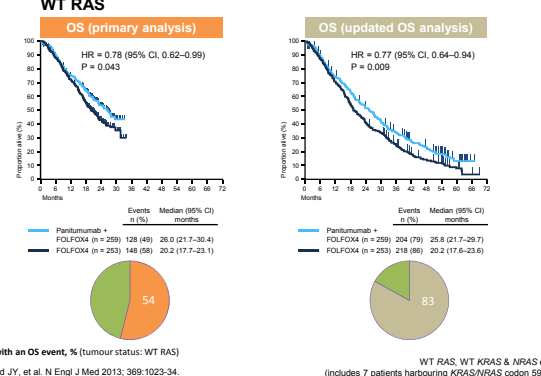 WT RAS
OS (primary analysis)
OS (updated OS analysis)
HR = 0.78 (95% CI, 0.62–0.99)
P = 0.043
HR = 0.77 (95% CI, 0.64–0.94)
P = 0.009
Proportion alive (%)
100
90
80
70
60
50
40
30
20
10
0
0 6 12 18 24 30 36 42 48 54 60 66 72
Months
Proportion alive (%)
100
90
80
70
60
50
40
30
20
10
0
0 6 12 18 24 30 36 42 48 54 60 66 72
Months
Events
n (%)
Median (95% CI)
months
Panitumumab +
FOLFOX4 (n = 259) 128 (49) 26.0 (21.7–30.4)
FOLFOX4 (n = 253) 148 (58) 20.2 (17.7–23.1)
Events
n (%)
Median (95% CI)
months
Panitumumab +
FOLFOX4 (n = 259) 204 (79) 25.8 (21.7–29.7)
FOLFOX4 (n = 253) 218 (86) 20.2 (17.6–23.6)
54
83
with an OS event, % (tumour status: WT RAS)
WT RAS, WT KRAS & NRAS
d JY, et al. N Engl J Med 2013; 369:1023-34.
(includes 7 patients harbouring KRAS/NRAS codon 59